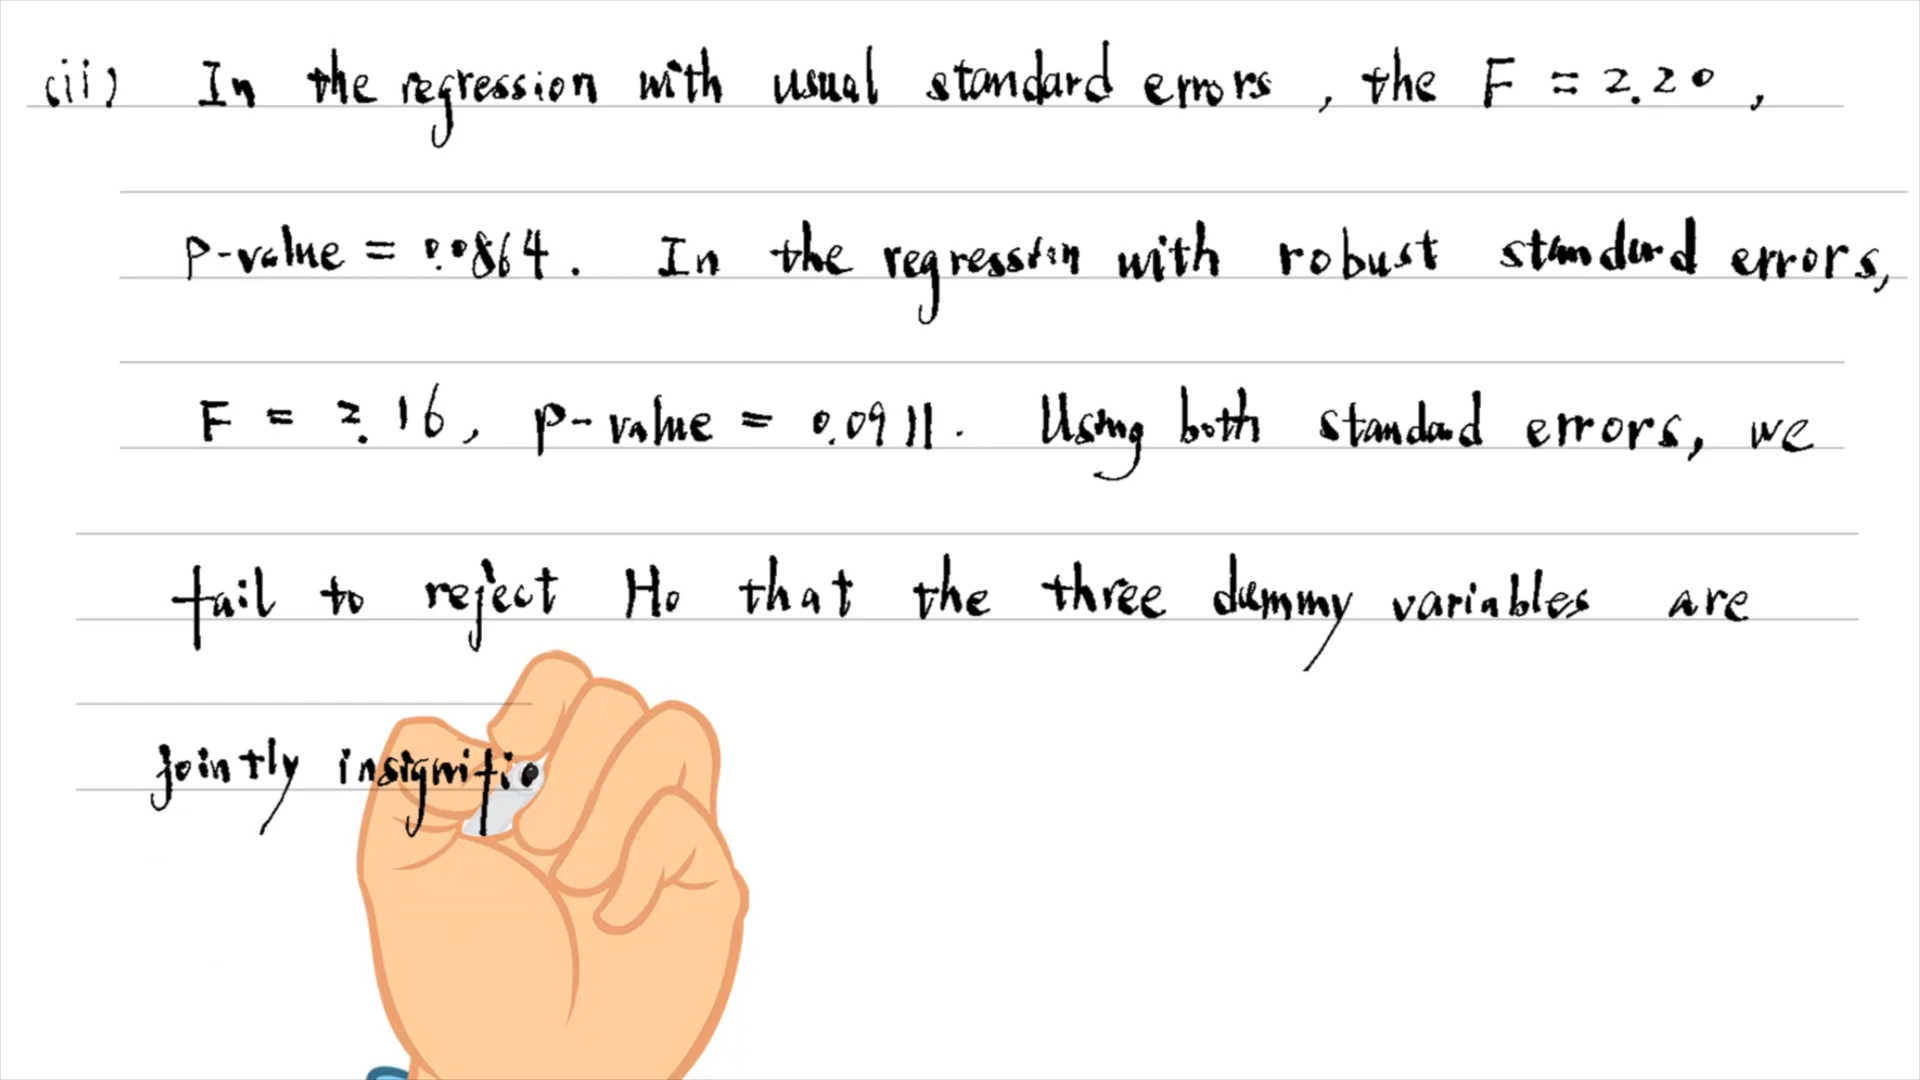 (ii) In the regression with usual standard errors, the F = 2.20,
P-value = 0.0864. In the regression with robust standard errors,
F = 2.16, p-value = 0.0911. Using both standard errors, we
fail to reject Ho that the three dummy variables are
jointly insignific